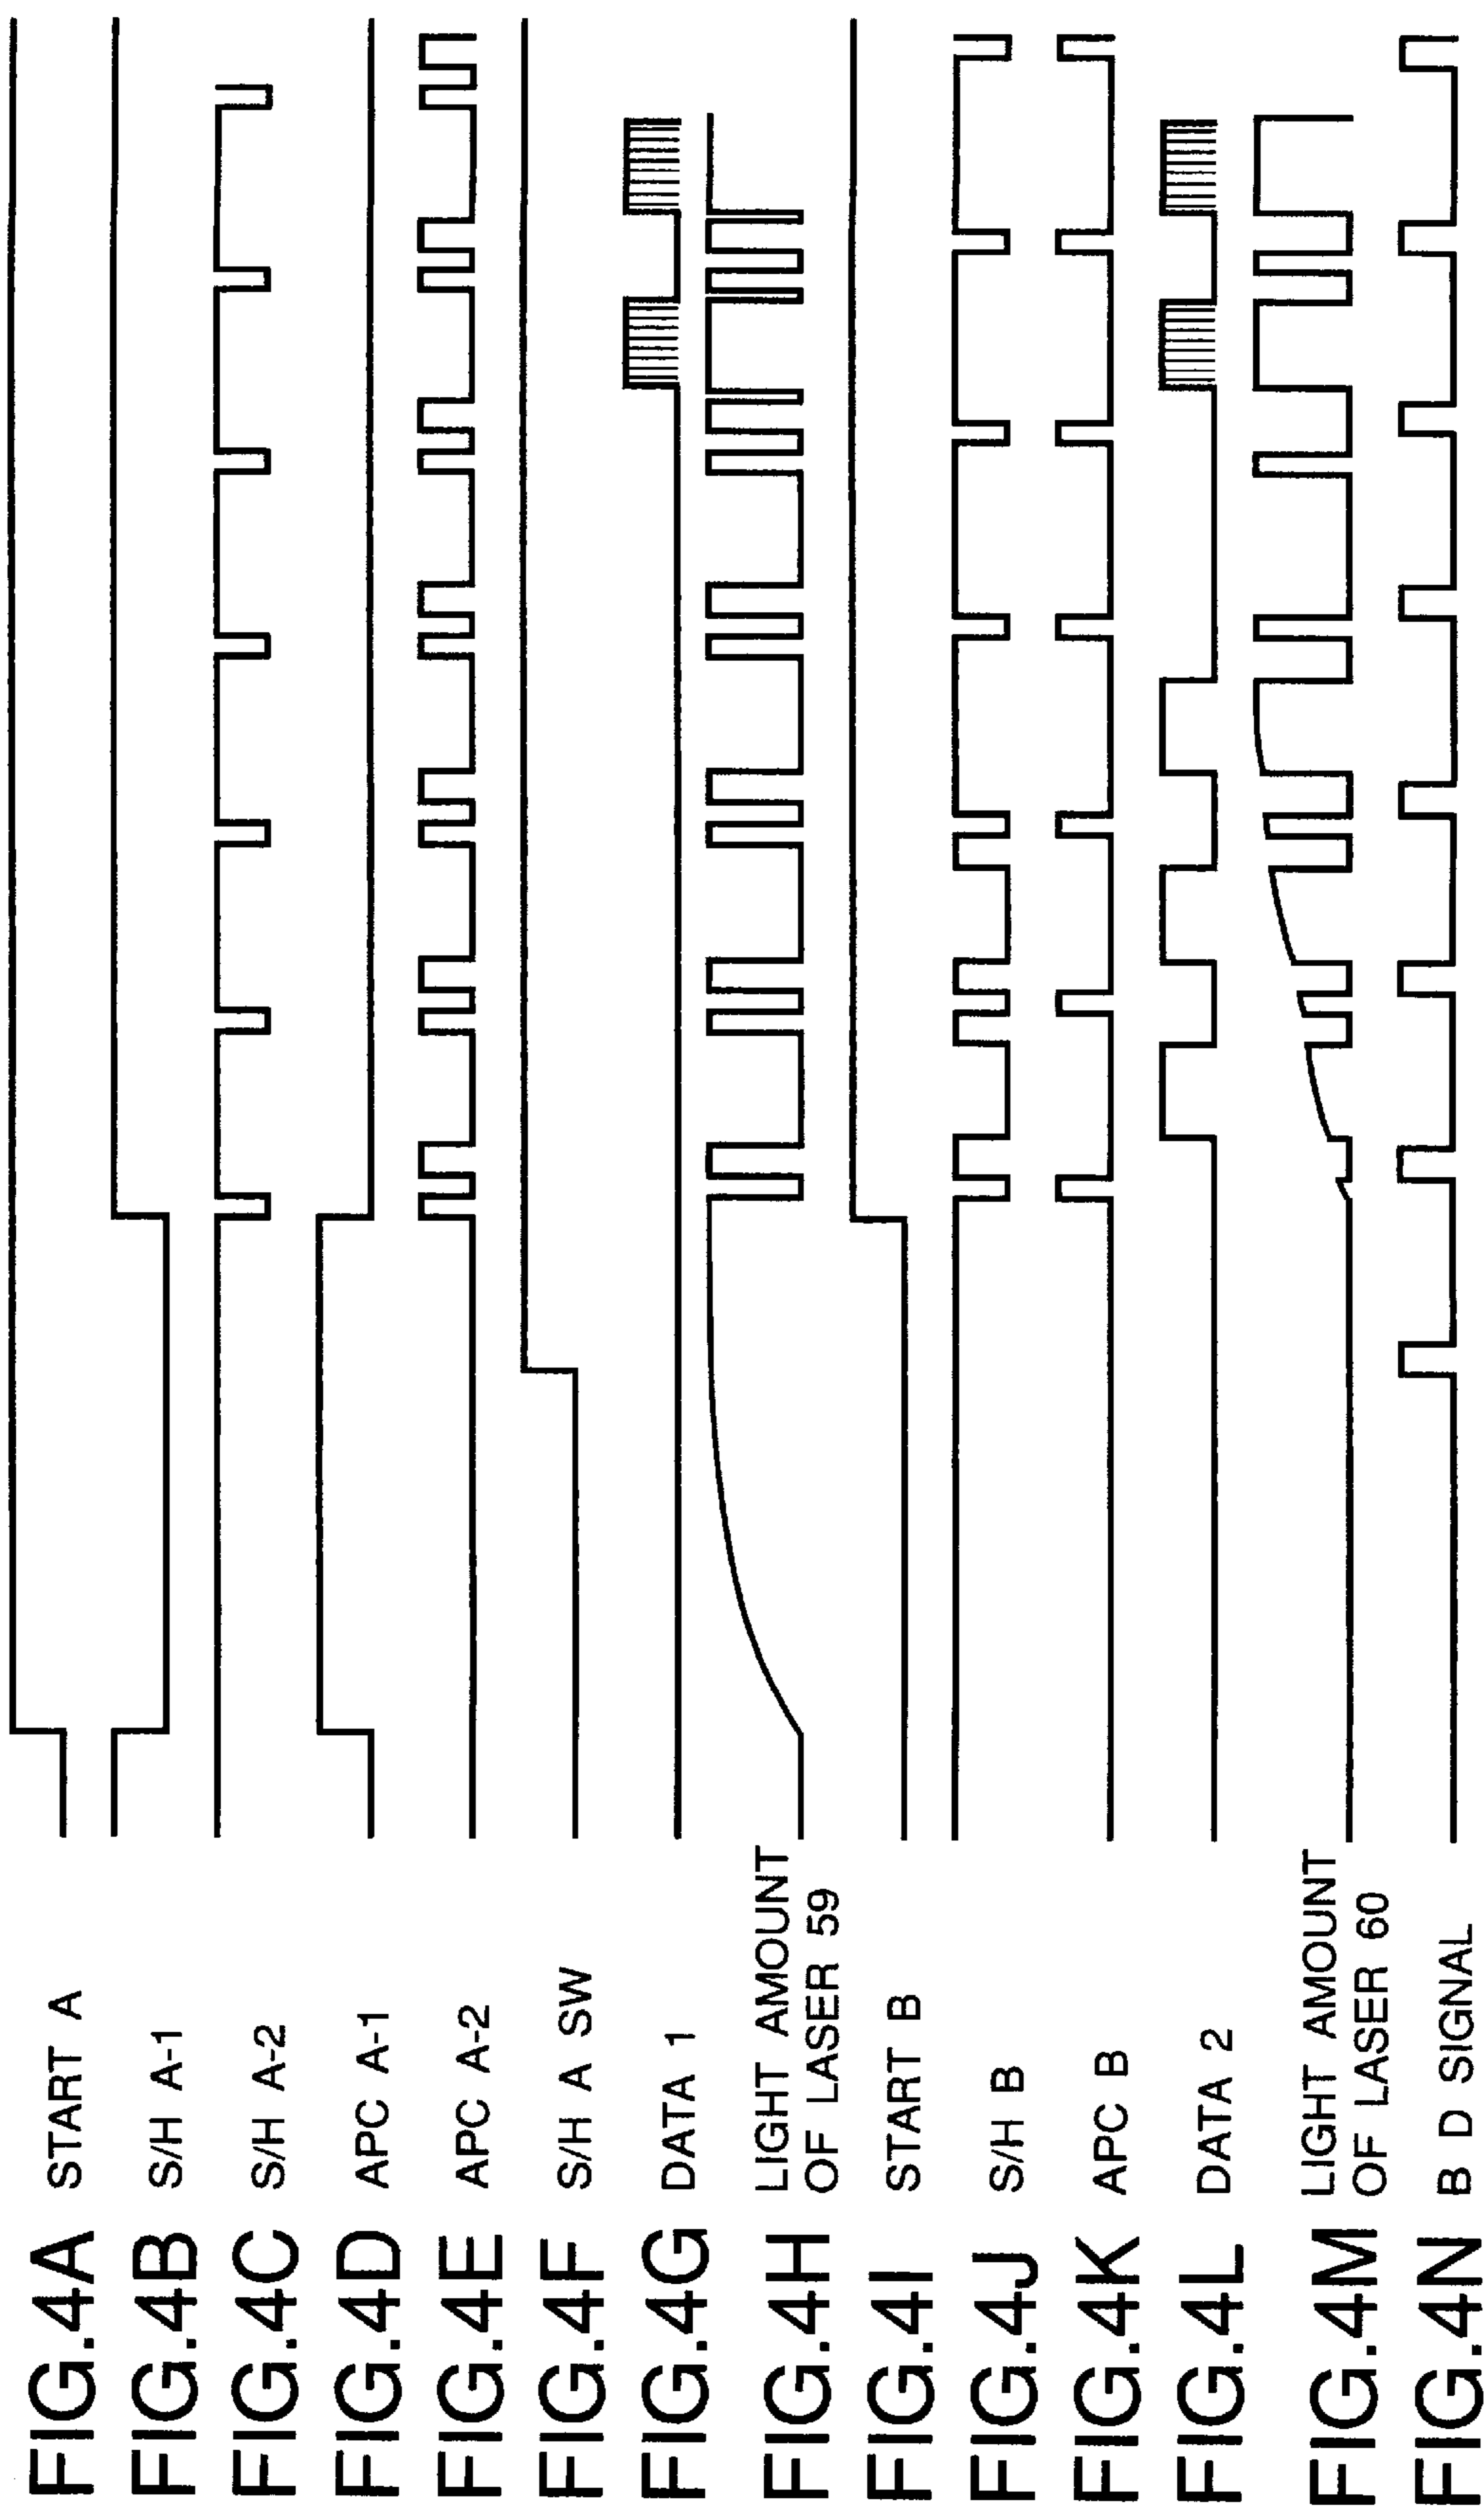 FIG.4A START A
FIG.4B S/H A-1
FIG.4C S/H A-2
FIG.4D APC A-1
FIG.4E APC A-2
FIG.4F S/H A SW
FIG.4G DATA 1
FIG.4H LIGHT AMOUNT
OF LASER 59
FIG.4I START B
FIG.4J S/H B
FIG.4K APC B
FIG.4L DATA 2
FIG.4M LIGHT AMOUNT
OF LASER 60
FIG.4N B D SIGNAL